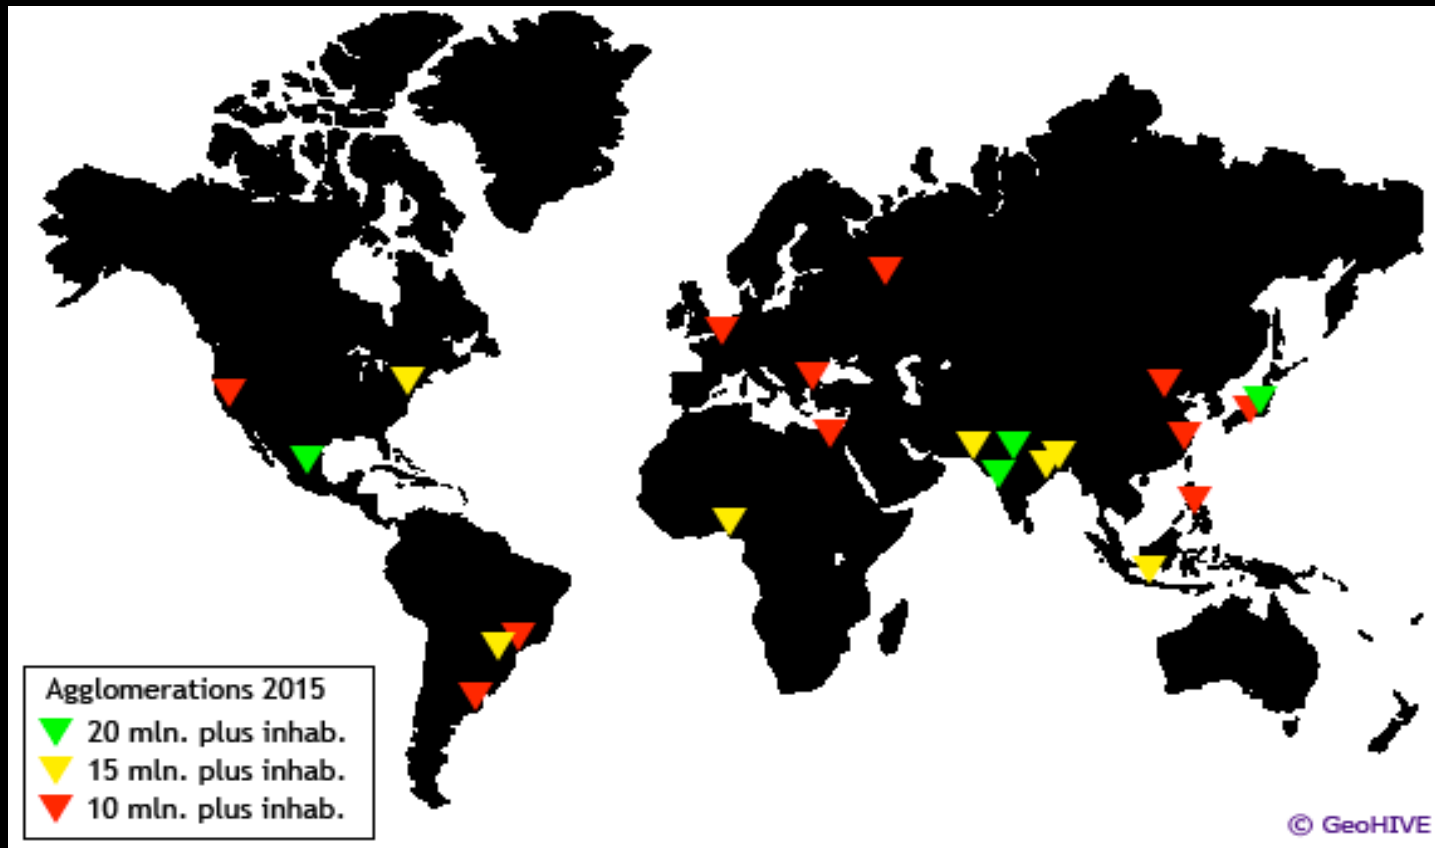 Agglomerations 2015
20 mln. plus inhab.
15 mln. plus inhab.
10 mln. plus inhab.
© GeoHIVE